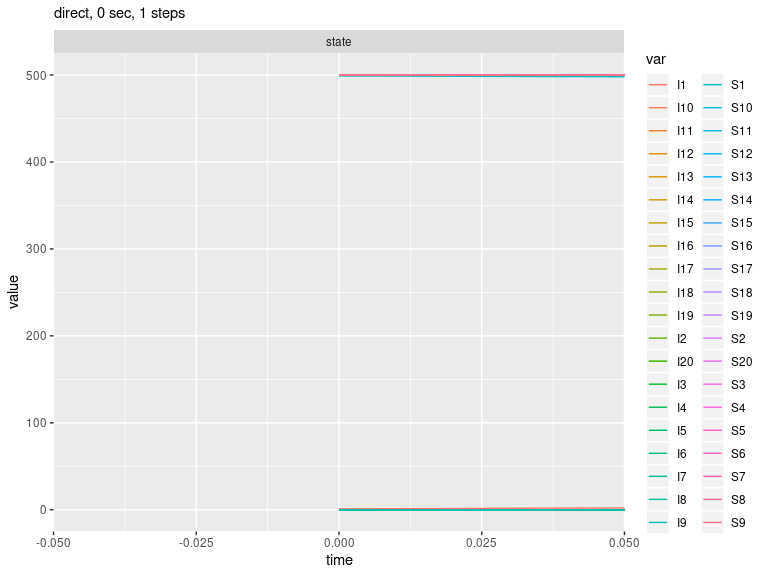 direct, 0 sec, 1 steps
state
500
400
300
200
100
0
value
-0.050 -0.025 0.000 0.025 0.050
time
var
I1 S1
I10 S10
I11 S11
I12 S12
I13 S13
I14 S14
I15 S15
I16 S16
I17 S17
I18 S18
I19 S19
I2 S2
I20 S20
I3 S3
I4 S4
I5 S5
I6 S6
I7 S7
I8 S8
I9 S9